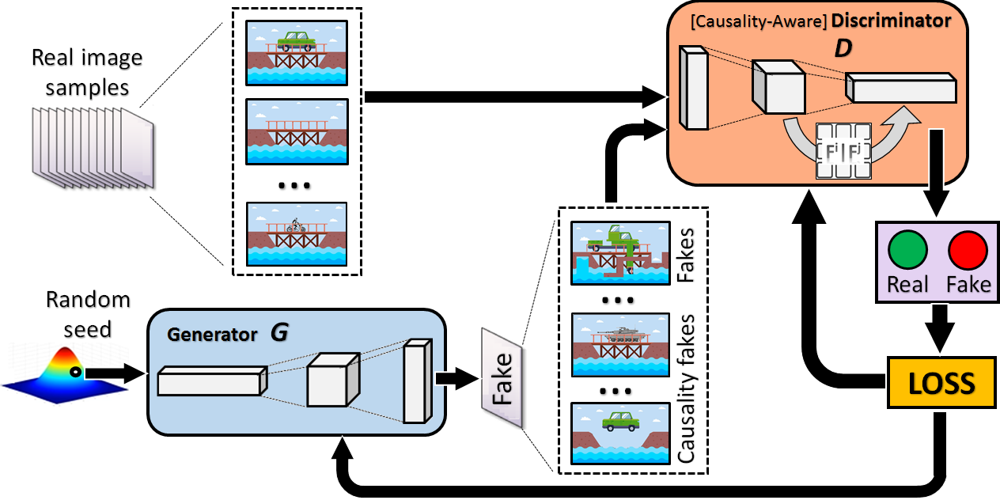 Real image
samples
[Causality-Aware] Discriminator
D
F^i|F^j
Real
Fake
LOSS
Random
seed
Generator G
Fake
Fakes
Causality fakes